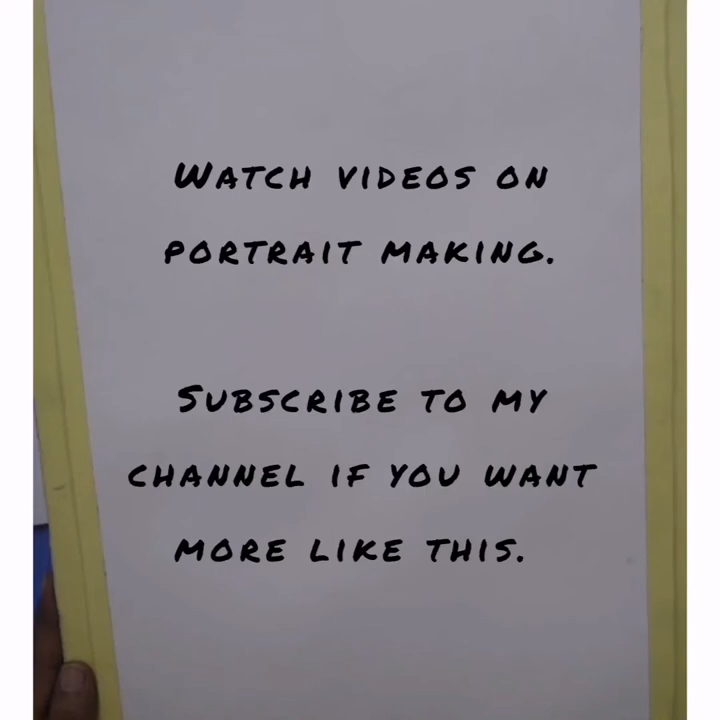 WATCH VIDEOS ON
PORTRAIT MAKING.
SUBSCRIBE TO MY
CHANNEL IF YOU WANT
MORE LIKE THIS.